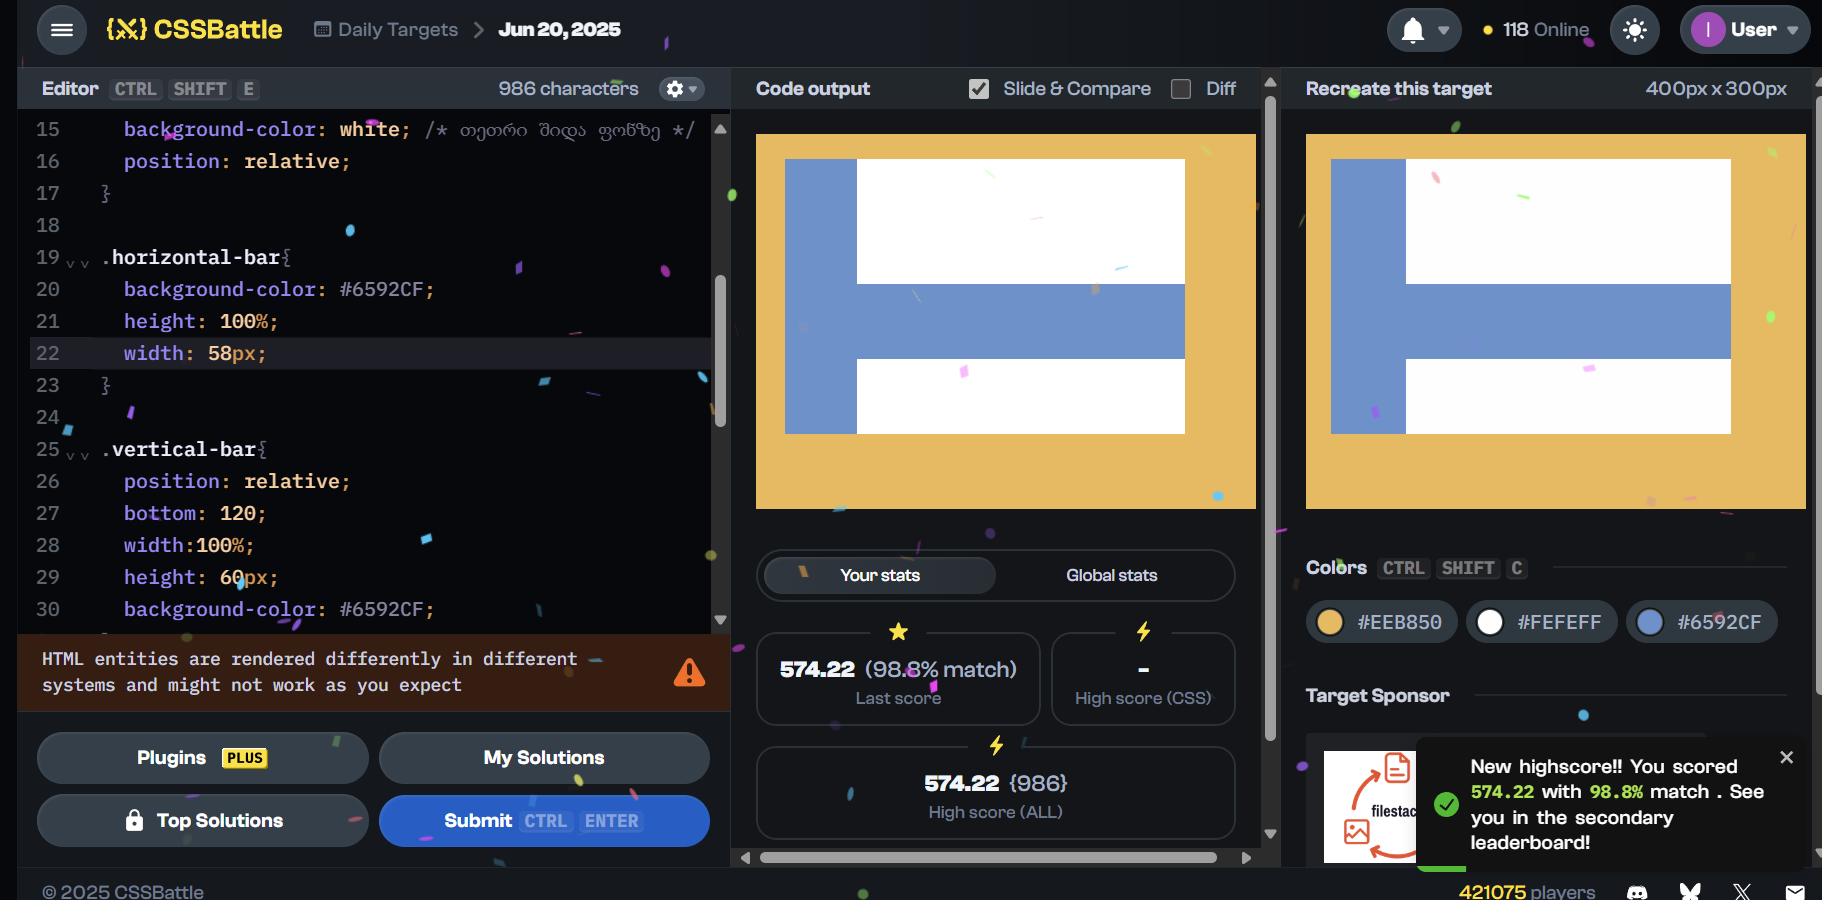 {X} CSSBattle
Daily Targets > Jun 20, 2025
118 Online
I User
Editor CTRL SHIFT E
986 characters
15 background-color: white; /* თეთრი შიდა ფონზე */
16 position: relative;
17 }
18
19 .horizontal-bar{
20 background-color: #6592CF;
21 height: 100%;
22 width: 58px;
23 }
24
25 .vertical-bar{
26 position: relative;
27 bottom: 120;
28 width:100%;
29 height: 60px;
30 background-color: #6592CF;
HTML entities are rendered differently in different
systems and might not work as you expect
Plugins PLUS
My Solutions
Top Solutions
Submit CTRL ENTER
© 2025 CSSBattle
Code output
Slide & Compare
Diff
Your stats
Global stats
574.22 (98.8% match)
Last score
-
High score (CSS)
574.22 {986}
High score (ALL)
Recreate this target
400px x 300px
Colors CTRL SHIFT C
#EEB850
#FEFEFF
#6592CF
Target Sponsor
filestac
New highscore!! You scored
574.22 with 98.8% match . See
you in the secondary
leaderboard!
421075 players